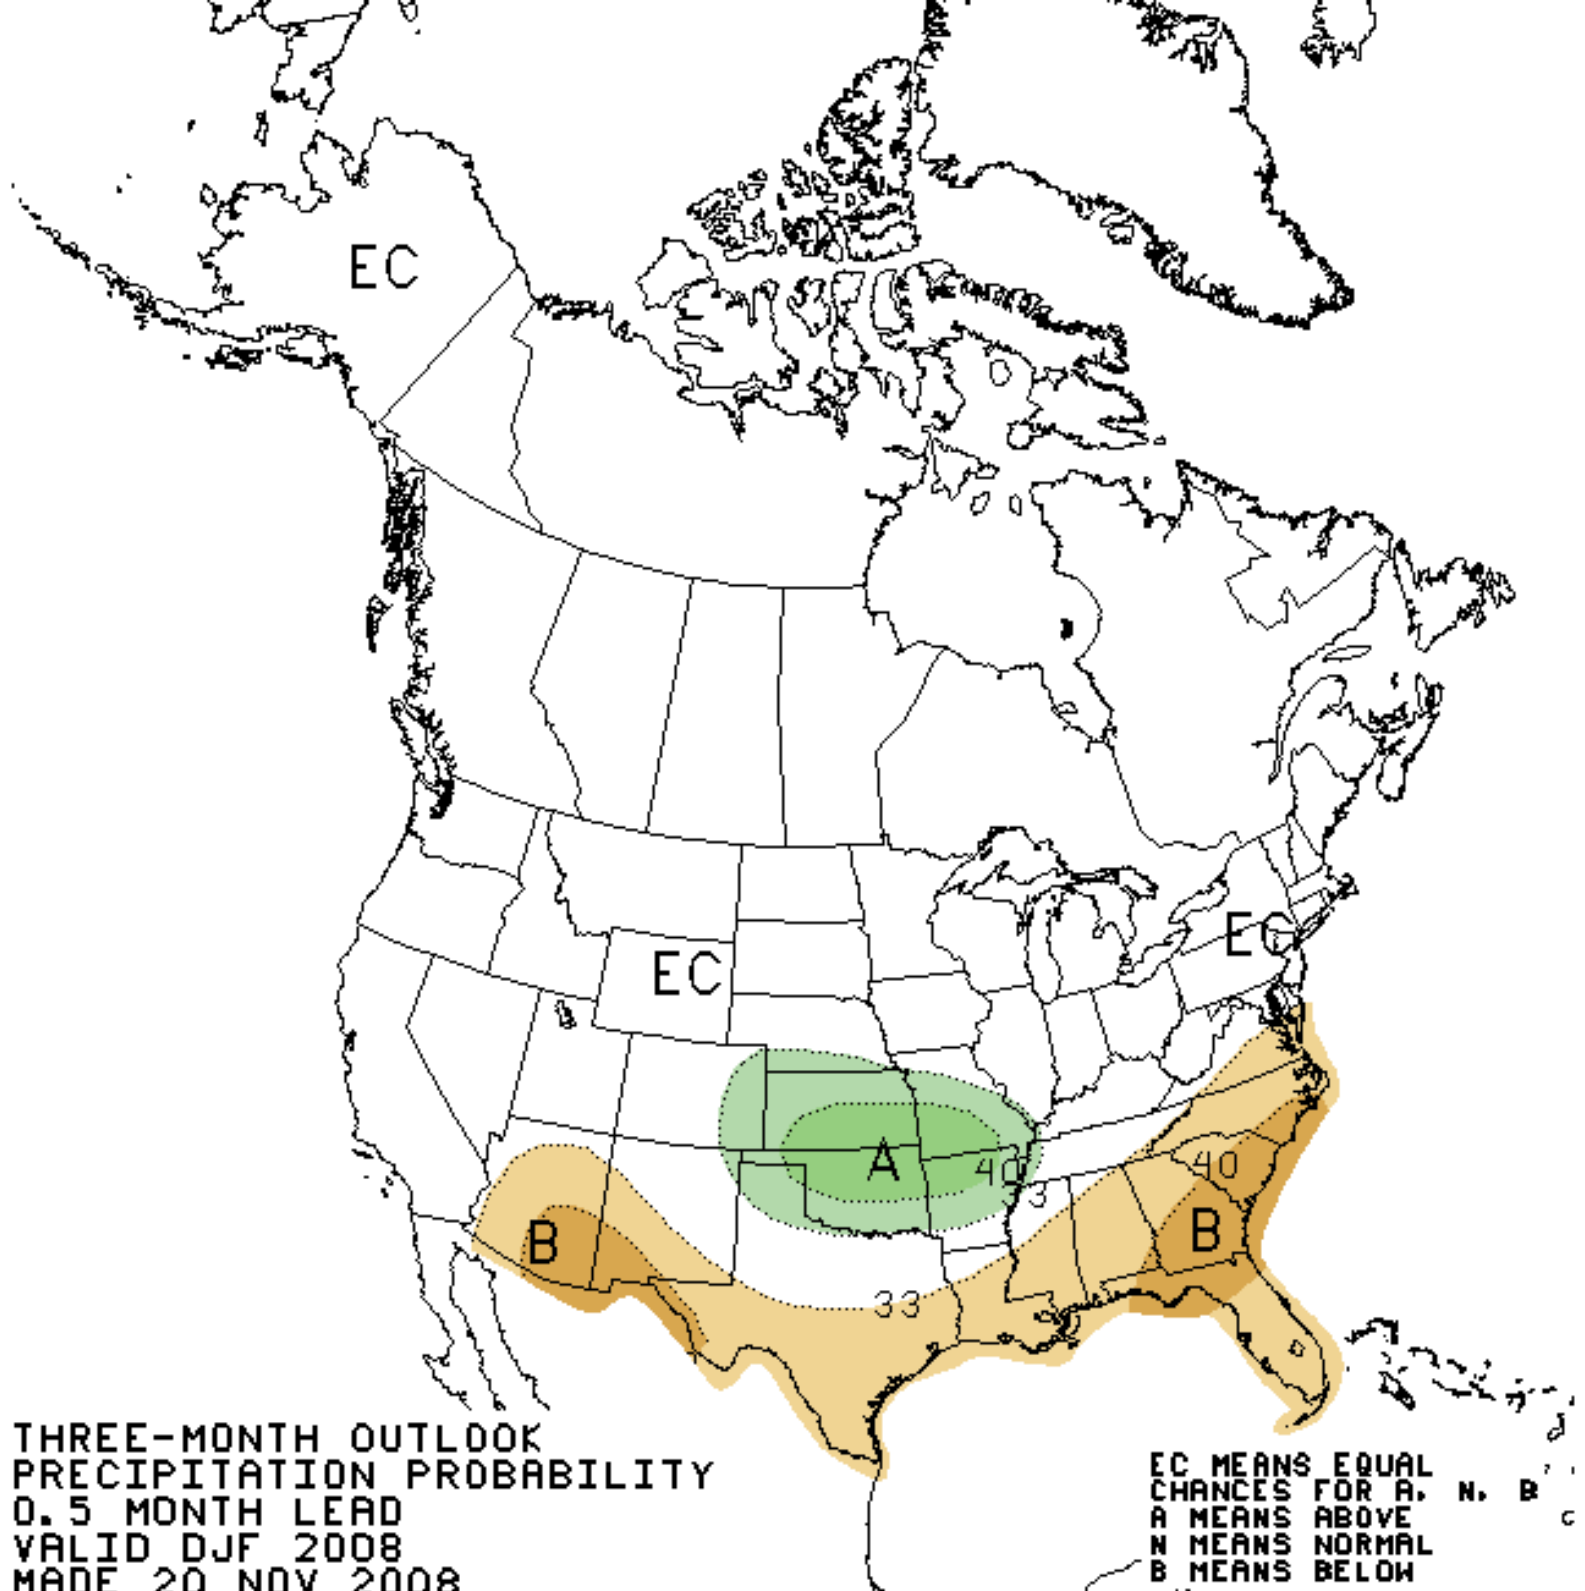 EC
EC
EC
A
40
40
B
B
33
THREE-MONTH OUTLOOK
PRECIPITATION PROBABILITY
0.5 MONTH LEAD
VALID DJF 2008
MADE 20 NOV 2008
EC MEANS EQUAL
CHANCES FOR A, N, B
A MEANS ABOVE
N MEANS NORMAL
B MEANS BELOW